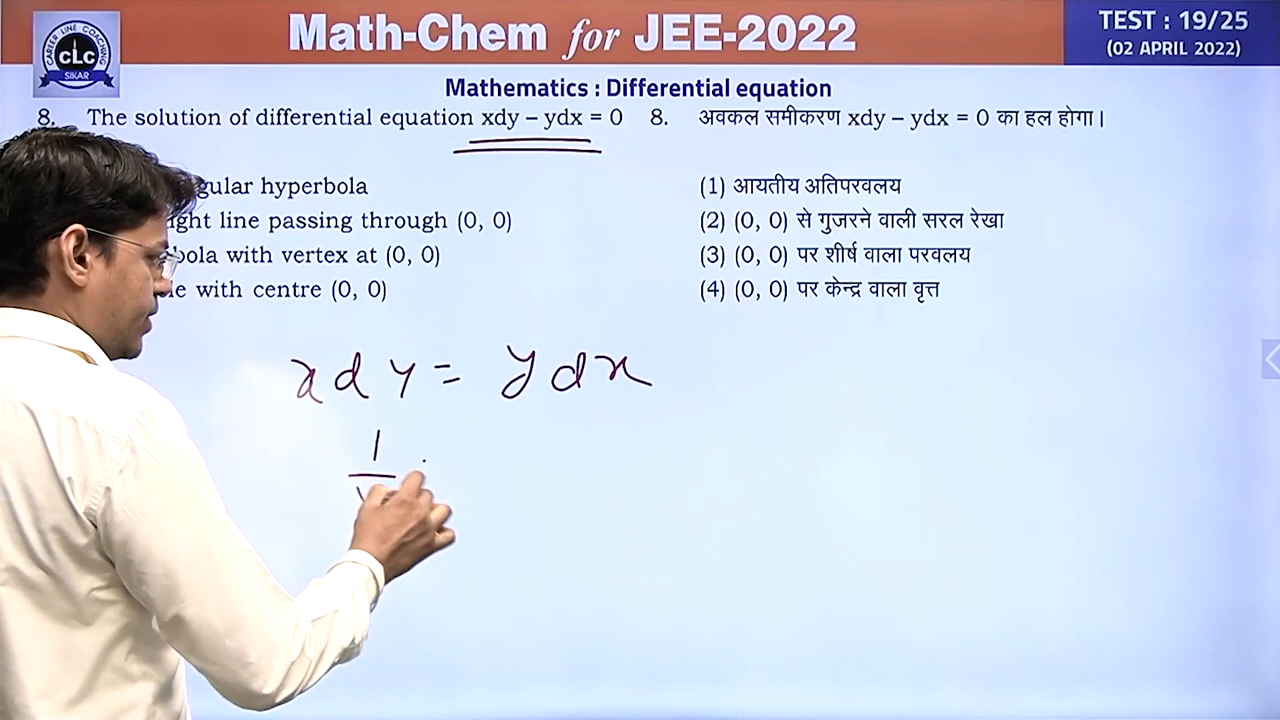 Math-Chem for JEE-2022
TEST : 19/25
(02 APRIL 2022)
CAREER LINE COACHING
CLC
SIKAR
Mathematics : Differential equation
8. The solution of differential equation xdy – ydx = 0
gular hyperbola
ght line passing through (0, 0)
bola with vertex at (0, 0)
le with centre (0, 0)
8. अवकल समीकरण xdy – ydx = 0 का हल होगा।
(1) आयतीय अतिपरवलय
(2) (0, 0) से गुजरने वाली सरल रेखा
(3) (0, 0) पर शीर्ष वाला परवलय
(4) (0, 0) पर केन्द्र वाला वृत्त
x d y = y d x
1